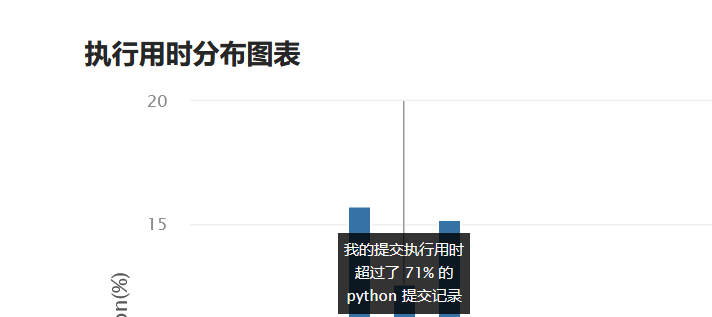 执行用时分布图表
20
15
on(%)
我的提交执行用时
超过了 71% 的
python 提交记录